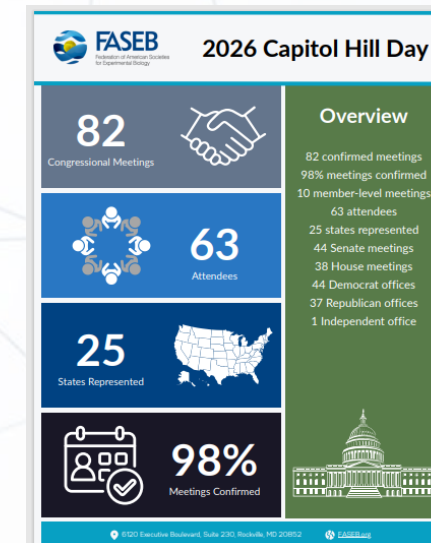 FASEB
Federation of American Societies
for Experimental Biology
2026 Capitol Hill Day
82
Congressional Meetings
63
Attendees
25
States Represented
98%
Meetings Confirmed
Overview
82 confirmed meetings
98% meetings confirmed
10 member-level meetings
63 attendees
25 states represented
44 Senate meetings
38 House meetings
44 Democrat offices
37 Republican offices
1 Independent office
6120 Executive Boulevard, Suite 230, Rockville, MD 20852
FASEB.org